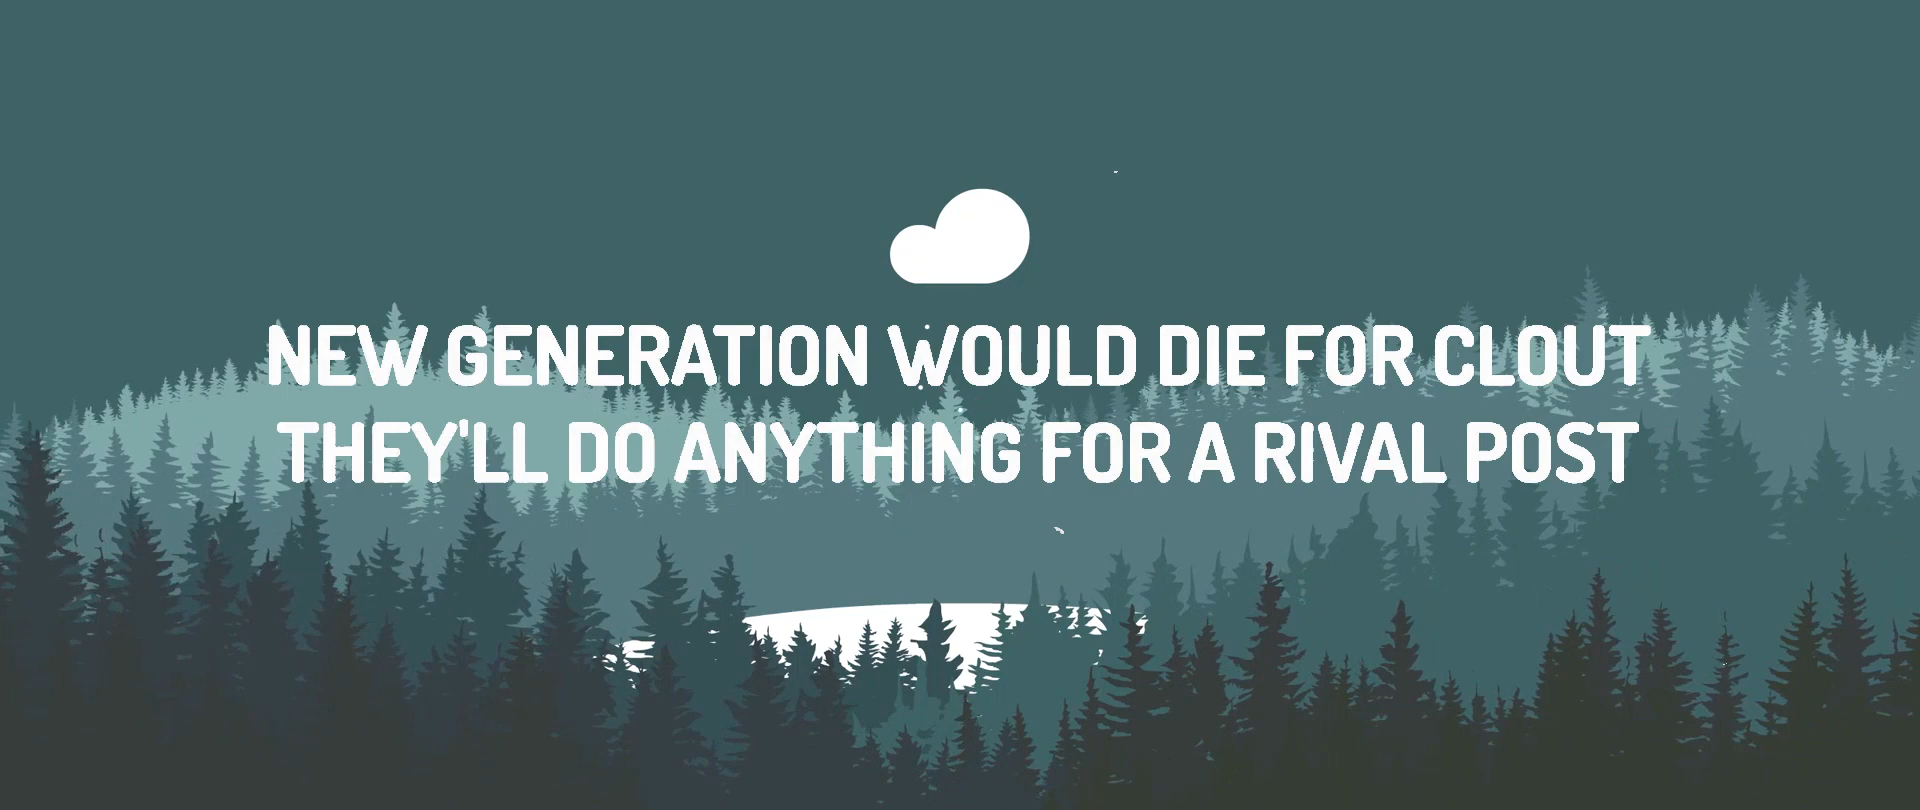 NEW GENERATION WOULD DIE FOR CLOUT
THEY'LL DO ANYTHING FOR A RIVAL POST